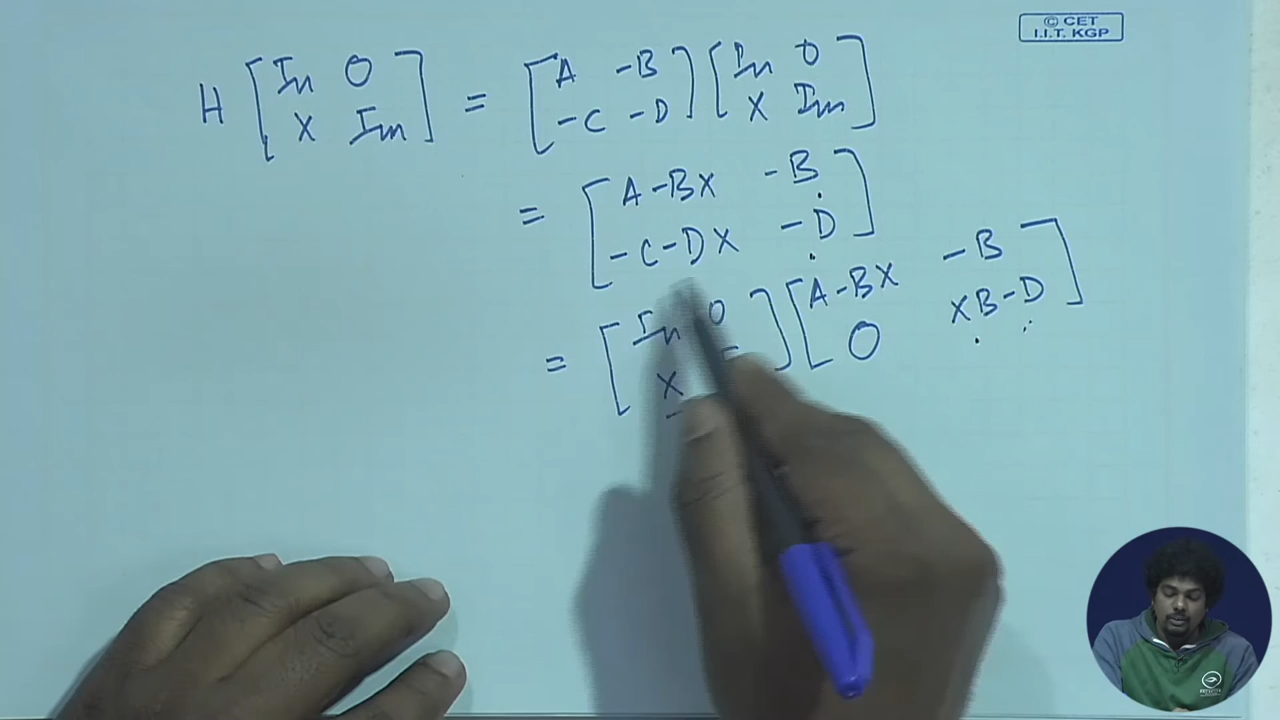 © CET
I.I.T. KGP
H [ In 0 ; X Im ] = [ A -B ; -C -D ] [ In 0 ; X Im ]
= [ A-BX -B ; -C-DX -D ]
= [ In 0 ; X ] [ A-BX -B ; 0 XB-D ]